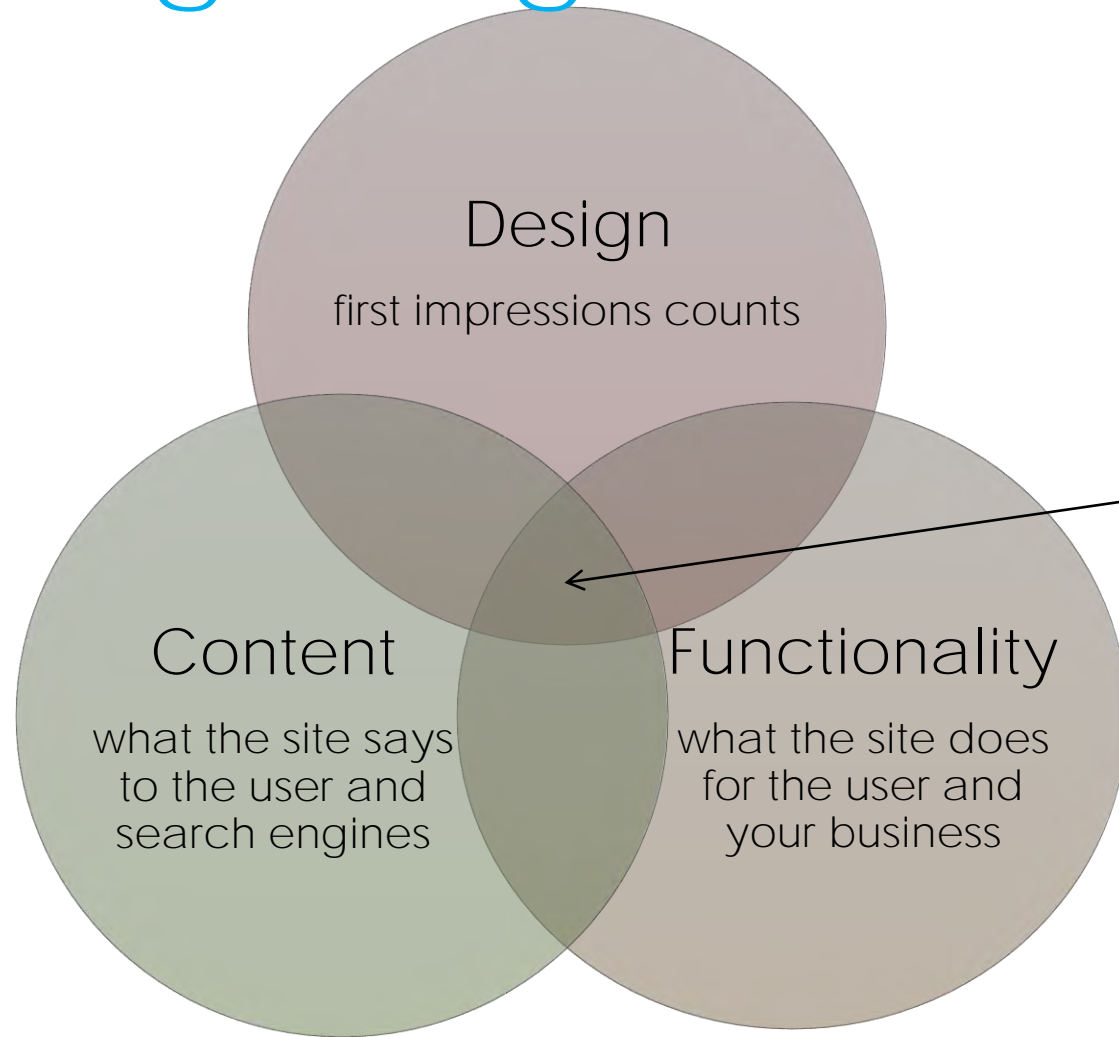 Design
first impressions counts
Content
what the site says
to the user and
search engines
Functionality
what the site does
for the user and
your business